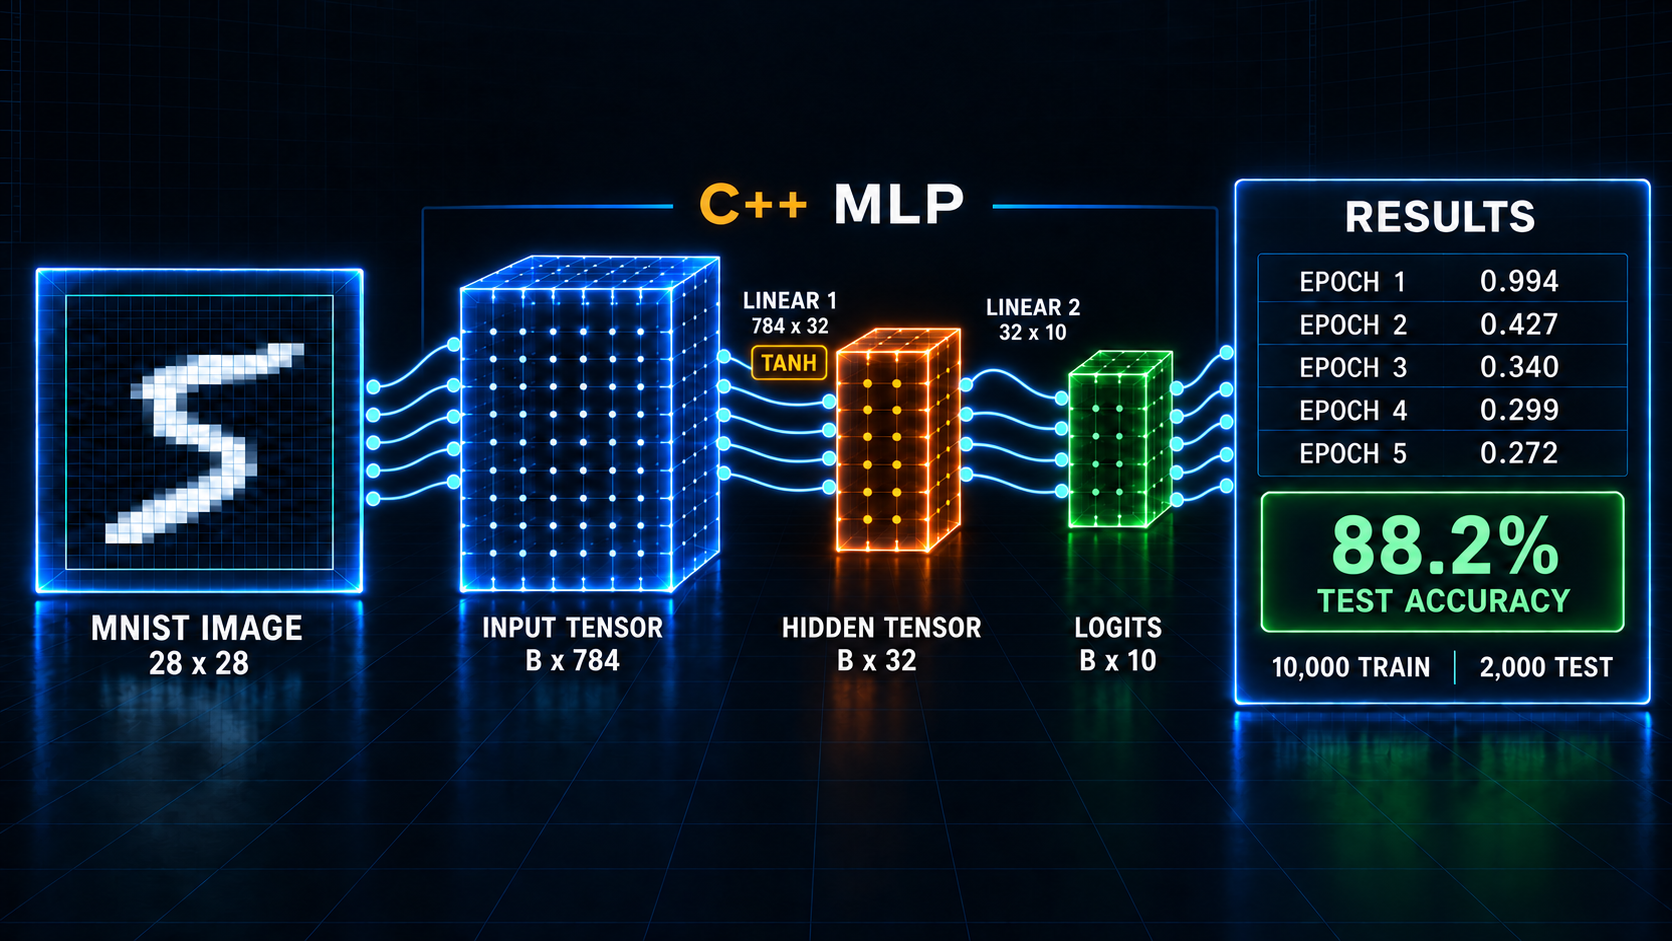 C++ MLP
MNIST IMAGE
28 x 28
INPUT TENSOR
B x 784
LINEAR 1
784 x 32
TANH
HIDDEN TENSOR
B x 32
LINEAR 2
32 x 10
LOGITS
B x 10
RESULTS
EPOCH 1 0.994
EPOCH 2 0.427
EPOCH 3 0.340
EPOCH 4 0.299
EPOCH 5 0.272
88.2%
TEST ACCURACY
10,000 TRAIN | 2,000 TEST